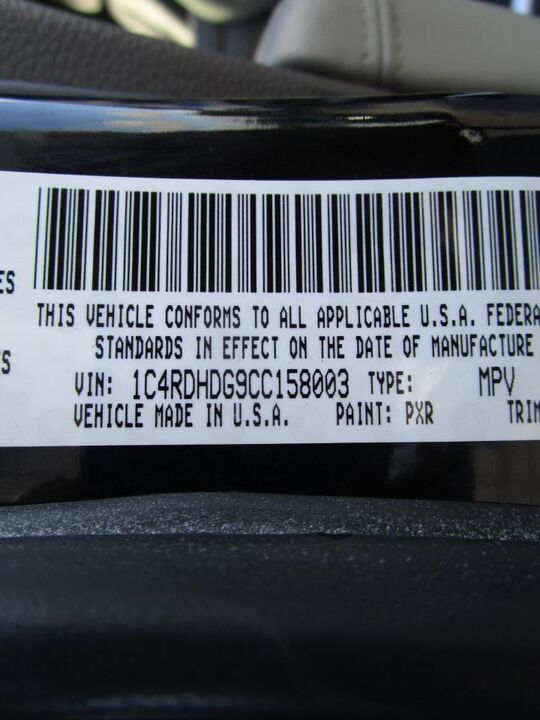 ES
THIS VEHICLE CONFORMS TO ALL APPLICABLE U.S.A. FEDERA
S
STANDARDS IN EFFECT ON THE DATE OF MANUFACTURE
VIN: 1C4RDHDG9CC158003 TYPE: MPV
VEHICLE MADE IN U.S.A. PAINT: PXR TRIM